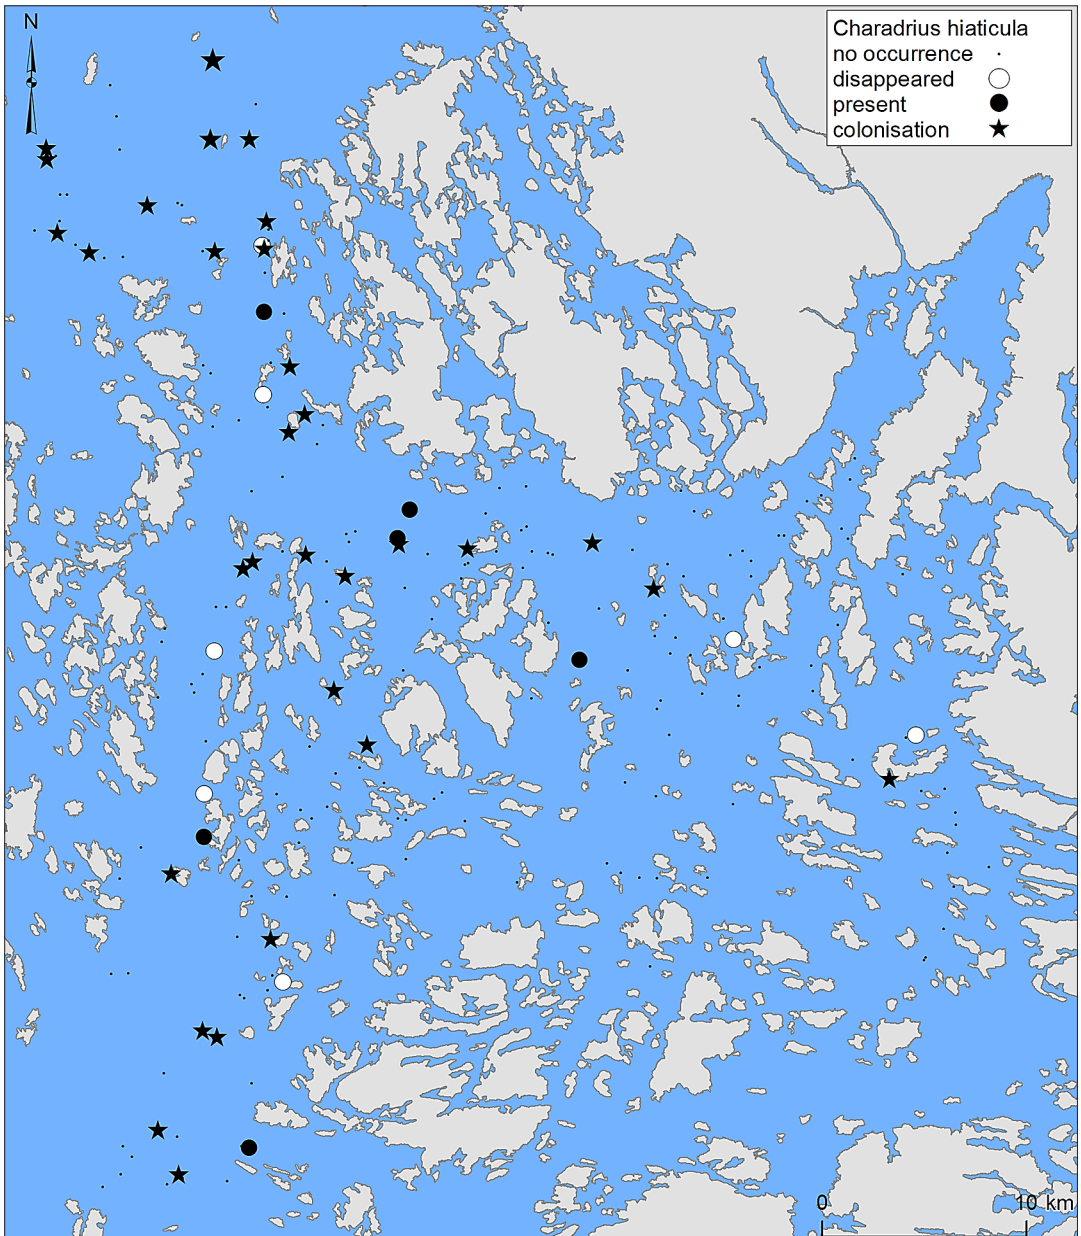 N
Charadrius hiaticula
no occurrence
disappeared
present
colonisation
0 10 km